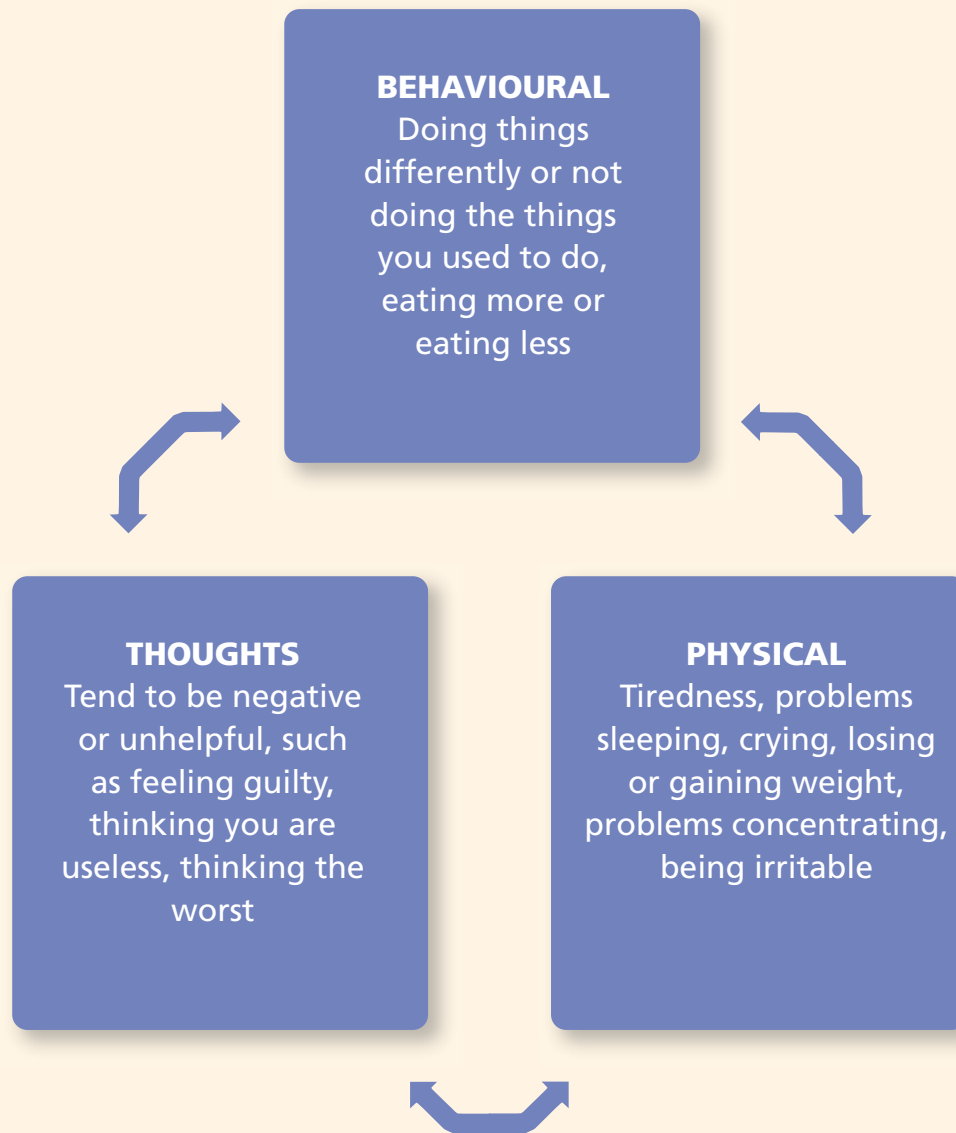 BEHAVIOURAL
Doing things
differently or not
doing the things
you used to do,
eating more or
eating less
THOUGHTS
Tend to be negative
or unhelpful, such
as feeling guilty,
thinking you are
useless, thinking the
worst
PHYSICAL
Tiredness, problems
sleeping, crying, losing
or gaining weight,
problems concentrating,
being irritable